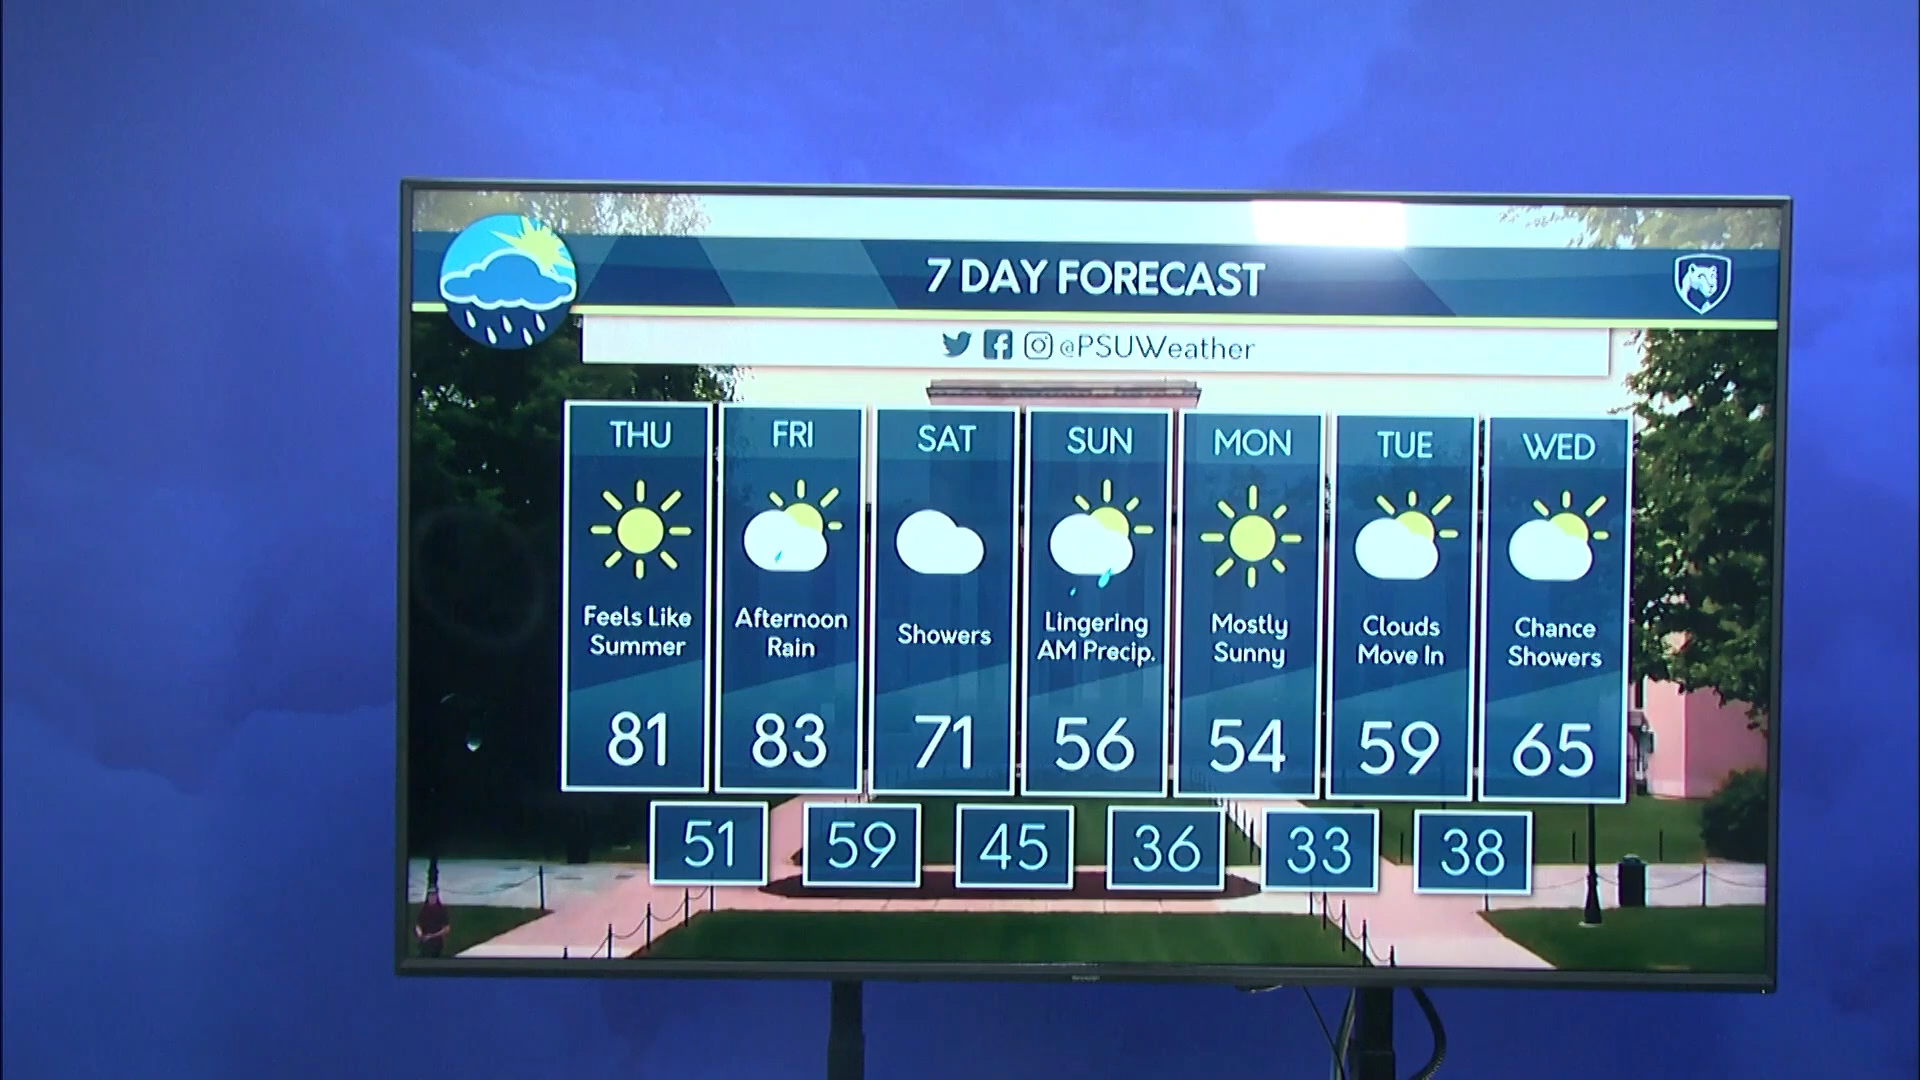 7 DAY FORECAST
@PSUWeather
THU
Feels Like
Summer
81
FRI
Afternoon
Rain
83
SAT
Showers
71
SUN
Lingering
AM Precip.
56
MON
Mostly
Sunny
54
TUE
Clouds
Move In
59
WED
Chance
Showers
65
51
59
45
36
33
38